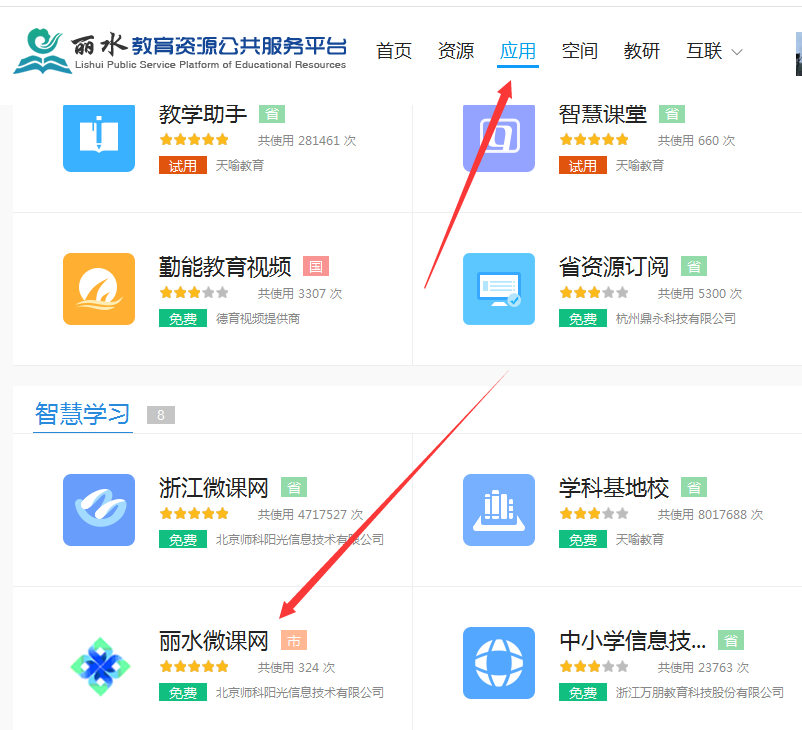 丽水教育资源公共服务平台
Lishui Public Service Platform of Educational Resources
首页 资源 应用 空间 教研 互联
教学助手 省
共使用 281461 次
试用 天喻教育
智慧课堂 省
共使用 660 次
试用 天喻教育
勤能教育视频 国
共使用 3307 次
免费 德育视频提供商
省资源订阅 省
共使用 5300 次
免费 杭州鼎永科技有限公司
智慧学习 8
浙江微课网 省
共使用 4717527 次
免费 北京师科阳光信息技术有限公司
学科基地校 省
共使用 8017688 次
免费 天喻教育
丽水微课网 市
共使用 324 次
免费 北京师科阳光信息技术有限公司
中小学信息技... 省
共使用 23763 次
免费 浙江万朋教育科技股份有限公司